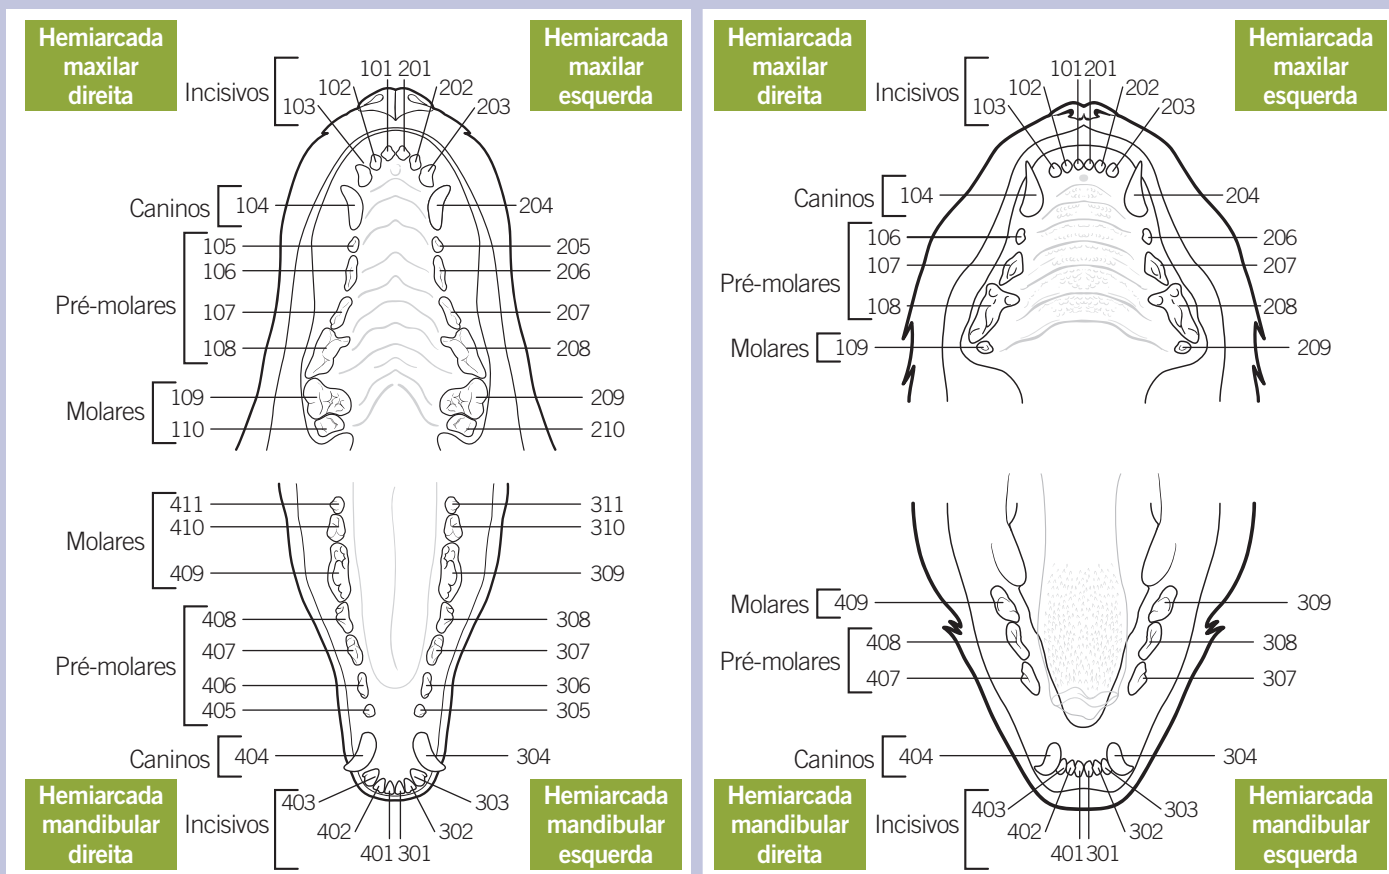 Hemiarcada
maxilar
direita
Hemiarcada
maxilar
esquerda
Incisivos
101 201
102
202
103
203
Caninos
104
204
Pré-molares
105
205
106
206
107
207
108
208
Molares
109
209
110
210
Molares
411
311
410
310
409
309
Pré-molares
408
308
407
307
406
306
405
305
Caninos
404
304
Hemiarcada
mandibular
direita
Incisivos
403
303
402
302
401 301
Hemiarcada
mandibular
esquerda
Hemiarcada
maxilar
direita
Hemiarcada
maxilar
esquerda
Incisivos
101 201
102
202
103
203
Caninos
104
204
Pré-molares
106
206
107
207
108
208
Molares
109
209
Molares
409
309
Pré-molares
408
308
407
307
Caninos
404
304
Hemiarcada
mandibular
direita
Incisivos
403
303
402
302
401 301
Hemiarcada
mandibular
esquerda